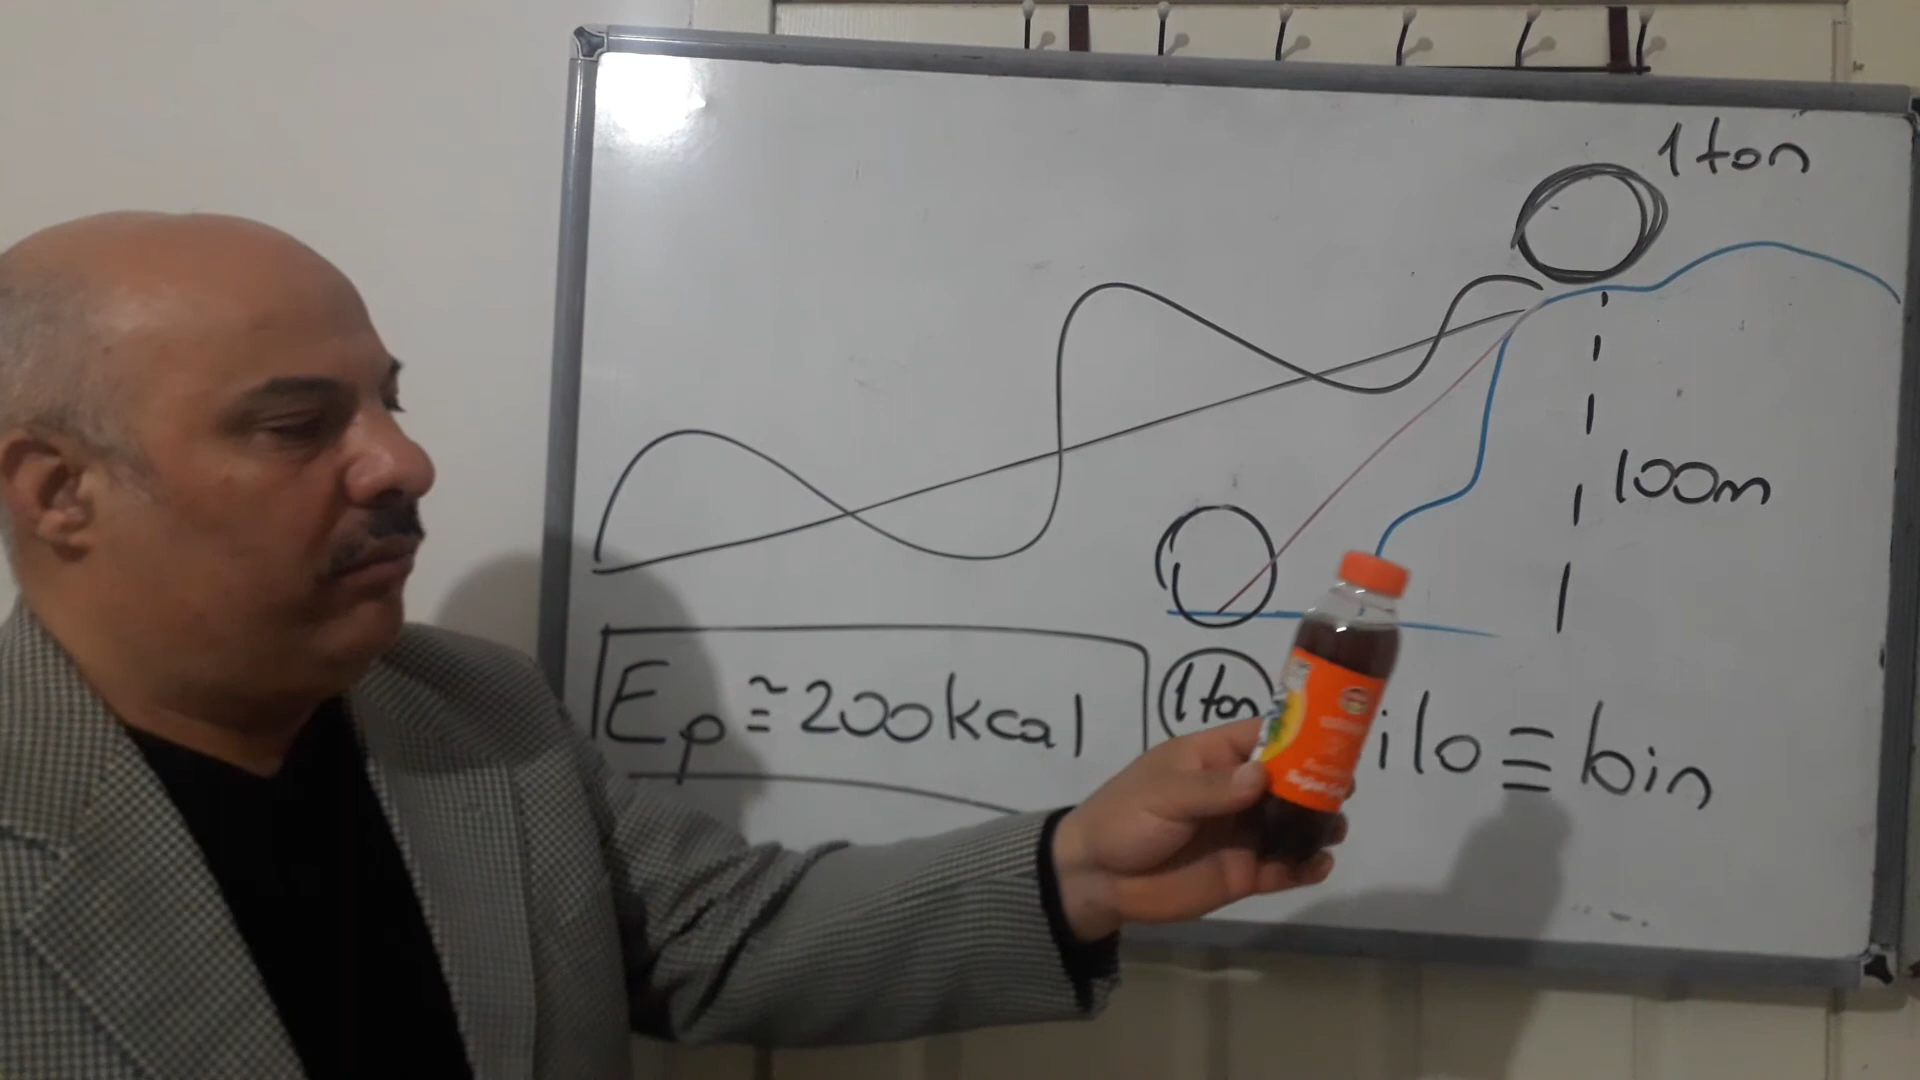 1 ton
100m
Ep ≅ 200kcal
1 ton
ilo ≡ bin